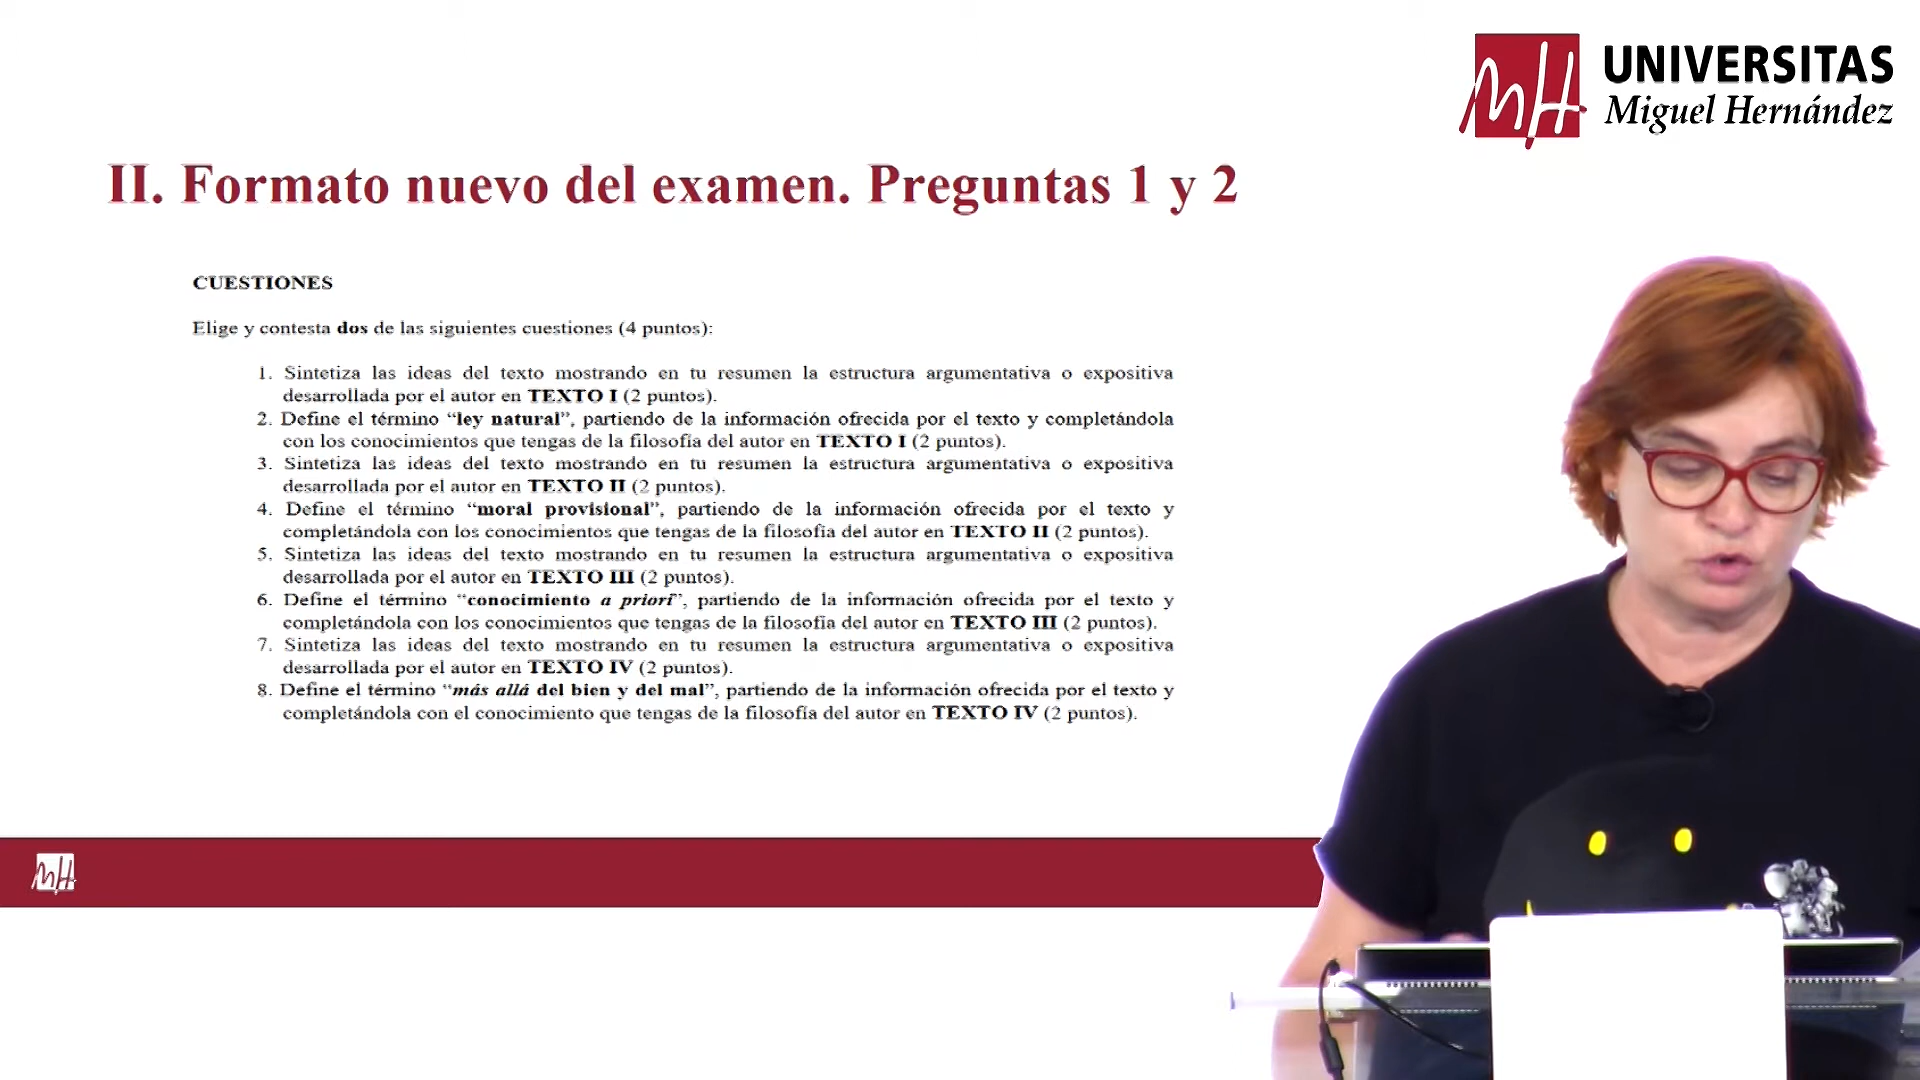 UNIVERSITAS
Miguel Hernández
II. Formato nuevo del examen. Preguntas 1 y 2
CUESTIONES
Elige y contesta dos de las siguientes cuestiones (4 puntos):
1. Sintetiza las ideas del texto mostrando en tu resumen la estructura argumentativa o expositiva
desarrollada por el autor en TEXTO I (2 puntos).
2. Define el término “ley natural”, partiendo de la información ofrecida por el texto y completándola
con los conocimientos que tengas de la filosofía del autor en TEXTO I (2 puntos).
3. Sintetiza las ideas del texto mostrando en tu resumen la estructura argumentativa o expositiva
desarrollada por el autor en TEXTO II (2 puntos).
4. Define el término “moral provisional”, partiendo de la información ofrecida por el texto y
completándola con los conocimientos que tengas de la filosofía del autor en TEXTO II (2 puntos).
5. Sintetiza las ideas del texto mostrando en tu resumen la estructura argumentativa o expositiva
desarrollada por el autor en TEXTO III (2 puntos).
6. Define el término “conocimiento a priori”, partiendo de la información ofrecida por el texto y
completándola con los conocimientos que tengas de la filosofía del autor en TEXTO III (2 puntos).
7. Sintetiza las ideas del texto mostrando en tu resumen la estructura argumentativa o expositiva
desarrollada por el autor en TEXTO IV (2 puntos).
8. Define el término “más allá del bien y del mal”, partiendo de la información ofrecida por el texto y
completándola con el conocimiento que tengas de la filosofía del autor en TEXTO IV (2 puntos).